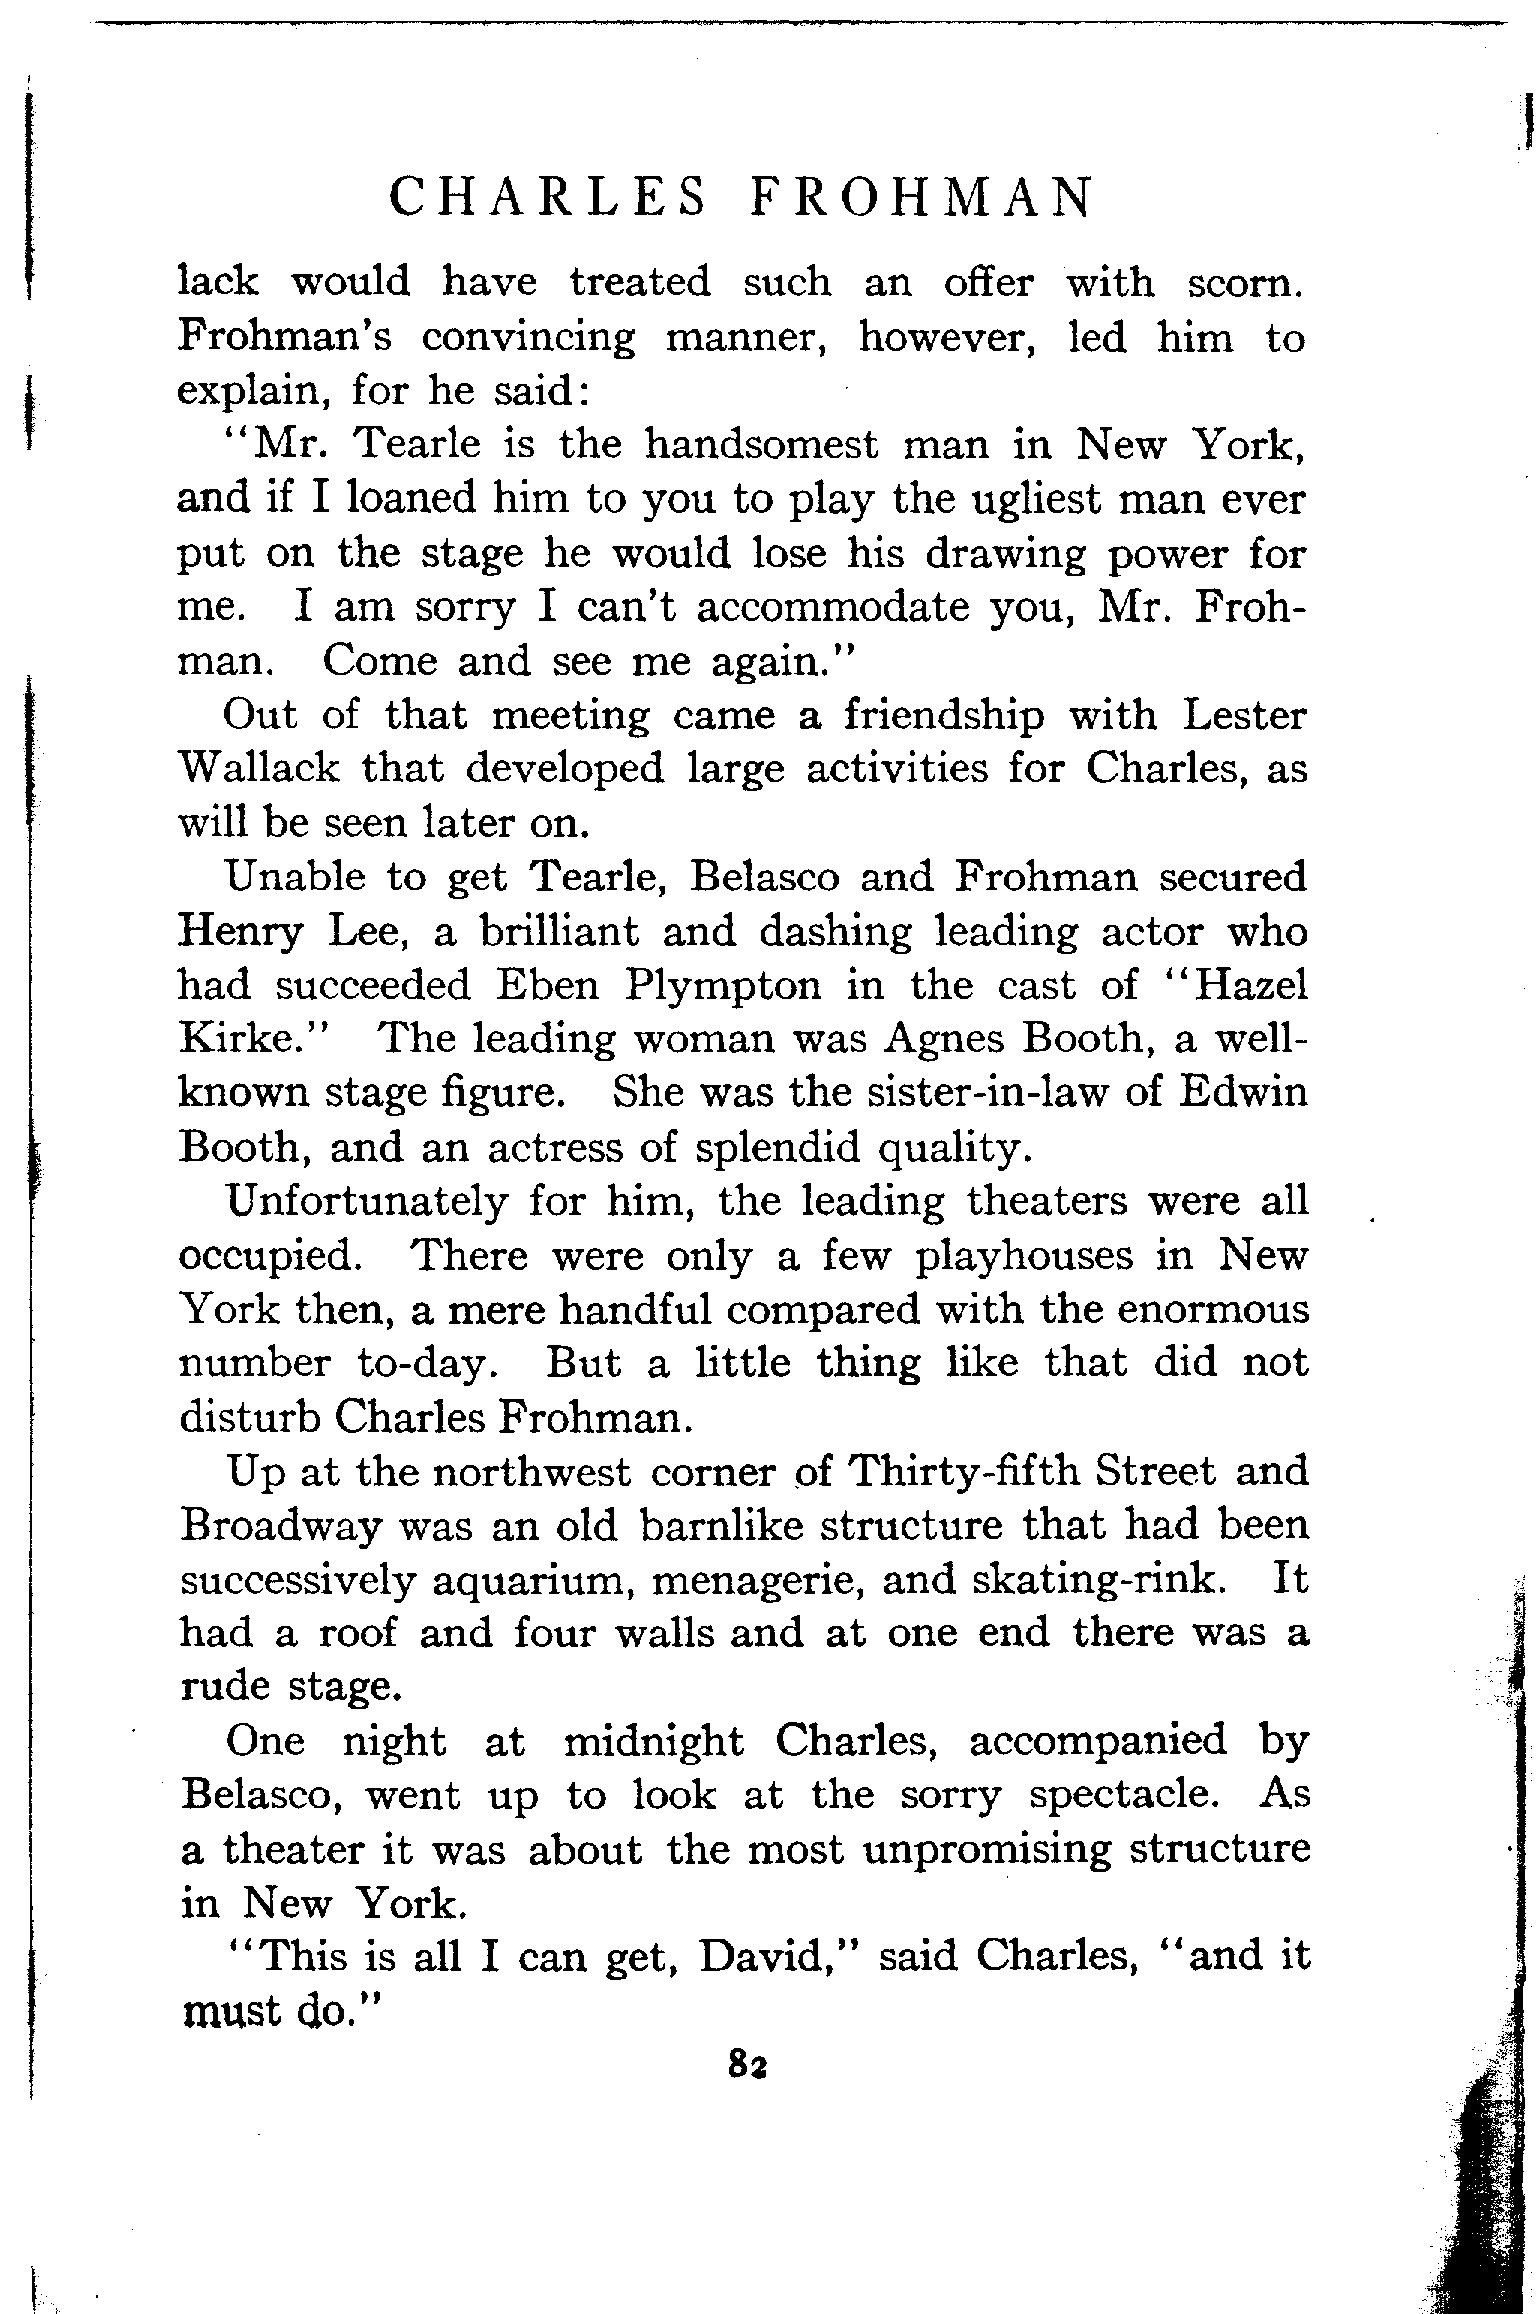 CHARLES FROHMAN
lack would have treated such an offer with scorn.
Frohman's convincing manner, however, led him to
explain, for he said:
"Mr. Tearle is the handsomest man in New York,
and if I loaned him to you to play the ugliest man ever
put on the stage he would lose his drawing power for
me. I am sorry I can't accommodate you, Mr. Froh-
man. Come and see me again."
Out of that meeting came a friendship with Lester
Wallack that developed large activities for Charles, as
will be seen later on.
Unable to get Tearle, Belasco and Frohman secured
Henry Lee, a brilliant and dashing leading actor who
had succeeded Eben Plympton in the cast of "Hazel
Kirke." The leading woman was Agnes Booth, a well-
known stage figure. She was the sister-in-law of Edwin
Booth, and an actress of splendid quality.
Unfortunately for him, the leading theaters were all
occupied. There were only a few playhouses in New
York then, a mere handful compared with the enormous
number to-day. But a little thing like that did not
disturb Charles Frohman.
Up at the northwest corner of Thirty-fifth Street and
Broadway was an old barnlike structure that had been
successively aquarium, menagerie, and skating-rink. It
had a roof and four walls and at one end there was a
rude stage.
One night at midnight Charles, accompanied by
Belasco, went up to look at the sorry spectacle. As
a theater it was about the most unpromising structure
in New York.
"This is all I can get, David," said Charles, "and it
must do."
82